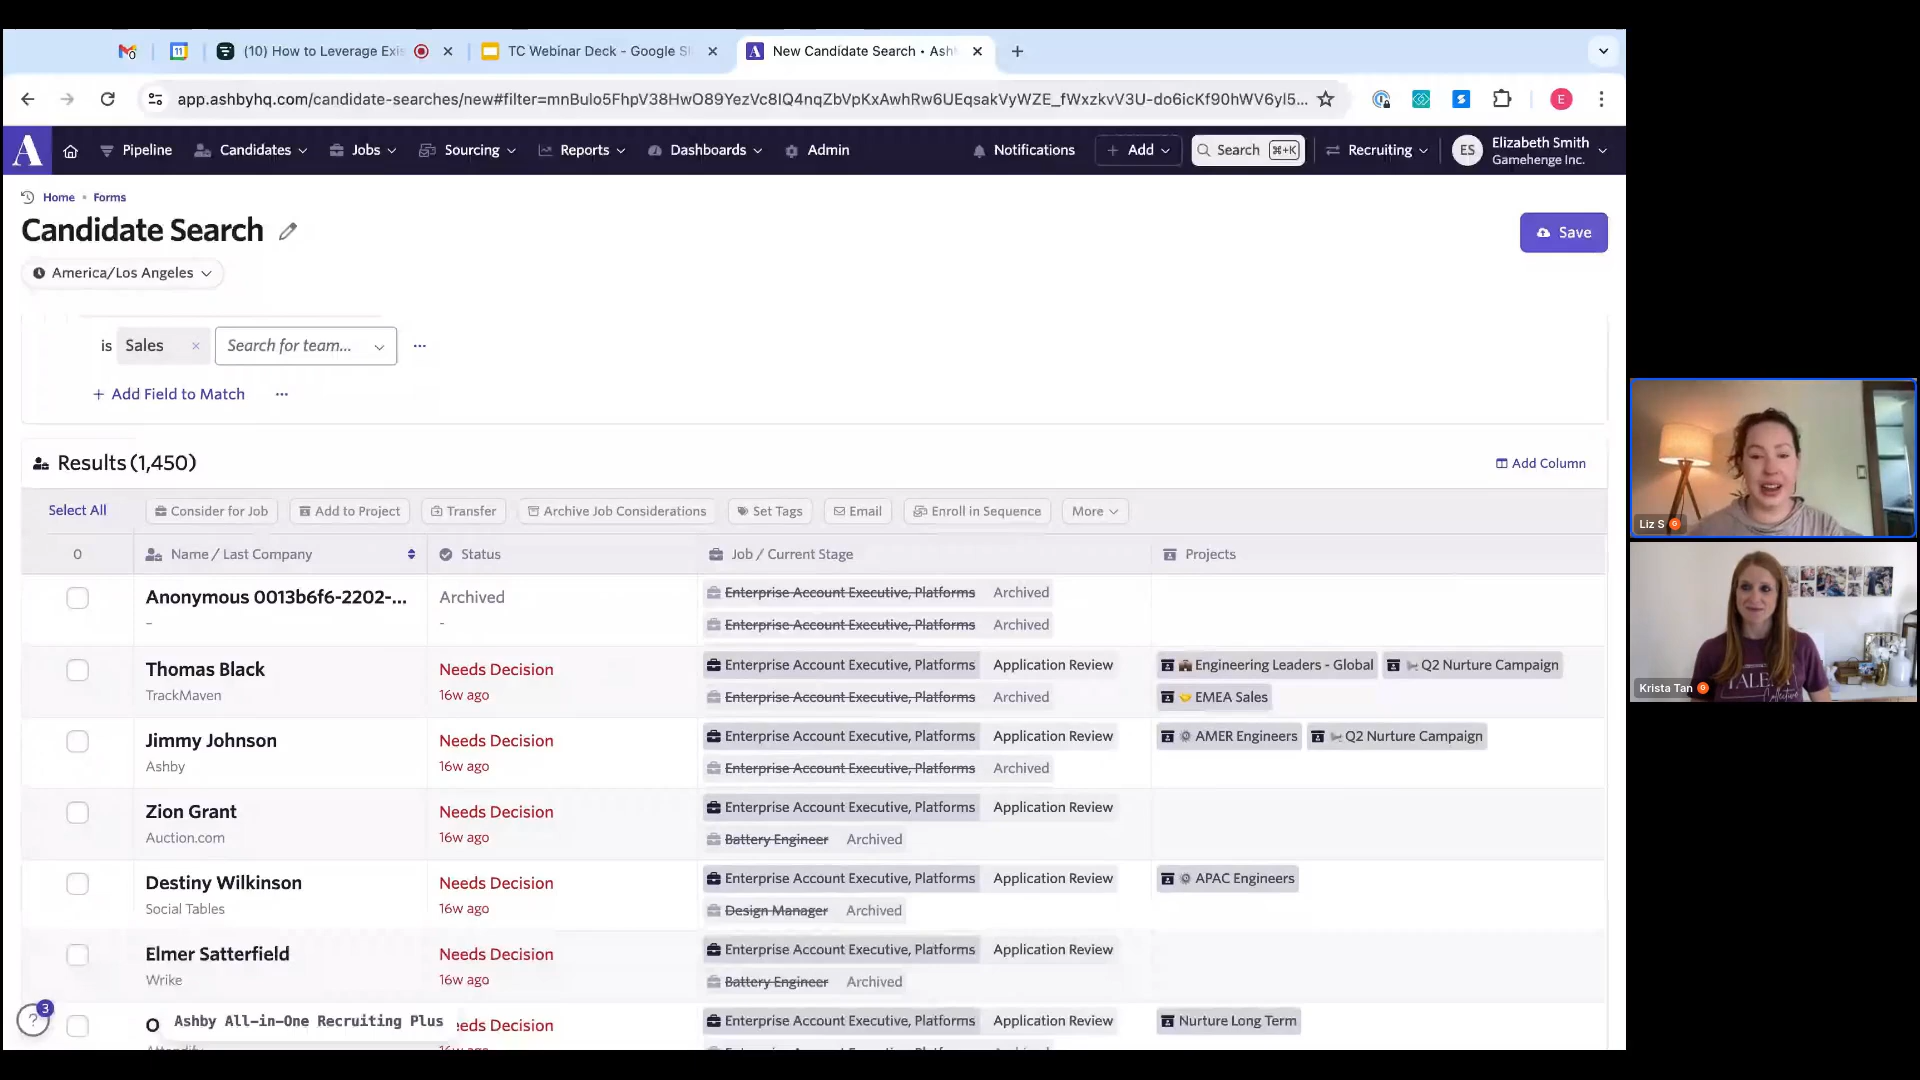 (10) How to Leverage Exis
TC Webinar Deck - Google Sl
New Candidate Search • Ash
app.ashbyhq.com/candidate-searches/new#filter=mnBulo5FhpV38HwO89YezVc8IQ4nqZbVpKxAwhRw6UEqsakVyWZE_fWxzkvV3U-do6icKf90hWV6yl5...
E
A
Pipeline
Candidates
Jobs
Sourcing
Reports
Dashboards
Admin
Notifications
+ Add
Search ⌘+K
Recruiting
ES
Elizabeth Smith
Gamehenge Inc.
Home • Forms
Candidate Search
Save
America/Los Angeles
is Sales × Search for team... ...
+ Add Field to Match ...
Results (1,450)
Add Column
Select All
Consider for Job
Add to Project
Transfer
Archive Job Considerations
Set Tags
Email
Enroll in Sequence
More
0
Name / Last Company
Status
Job / Current Stage
Projects
Anonymous 0013b6f6-2202-...
–
Archived
-
Enterprise Account Executive, Platforms Archived
Enterprise Account Executive, Platforms Archived
Thomas Black
TrackMaven
Needs Decision
16w ago
Enterprise Account Executive, Platforms Application Review
Enterprise Account Executive, Platforms Archived
Engineering Leaders - Global
Q2 Nurture Campaign
EMEA Sales
Jimmy Johnson
Ashby
Needs Decision
16w ago
Enterprise Account Executive, Platforms Application Review
Enterprise Account Executive, Platforms Archived
AMER Engineers
Q2 Nurture Campaign
Zion Grant
Auction.com
Needs Decision
16w ago
Enterprise Account Executive, Platforms Application Review
Battery Engineer Archived
Destiny Wilkinson
Social Tables
Needs Decision
16w ago
Enterprise Account Executive, Platforms Application Review
Design Manager Archived
APAC Engineers
Elmer Satterfield
Wrike
Needs Decision
16w ago
Enterprise Account Executive, Platforms Application Review
Battery Engineer Archived
O
eeds Decision
Enterprise Account Executive, Platforms Application Review
Nurture Long Term
? 3
Ashby All-in-One Recruiting Plus
Liz S
Krista Tan